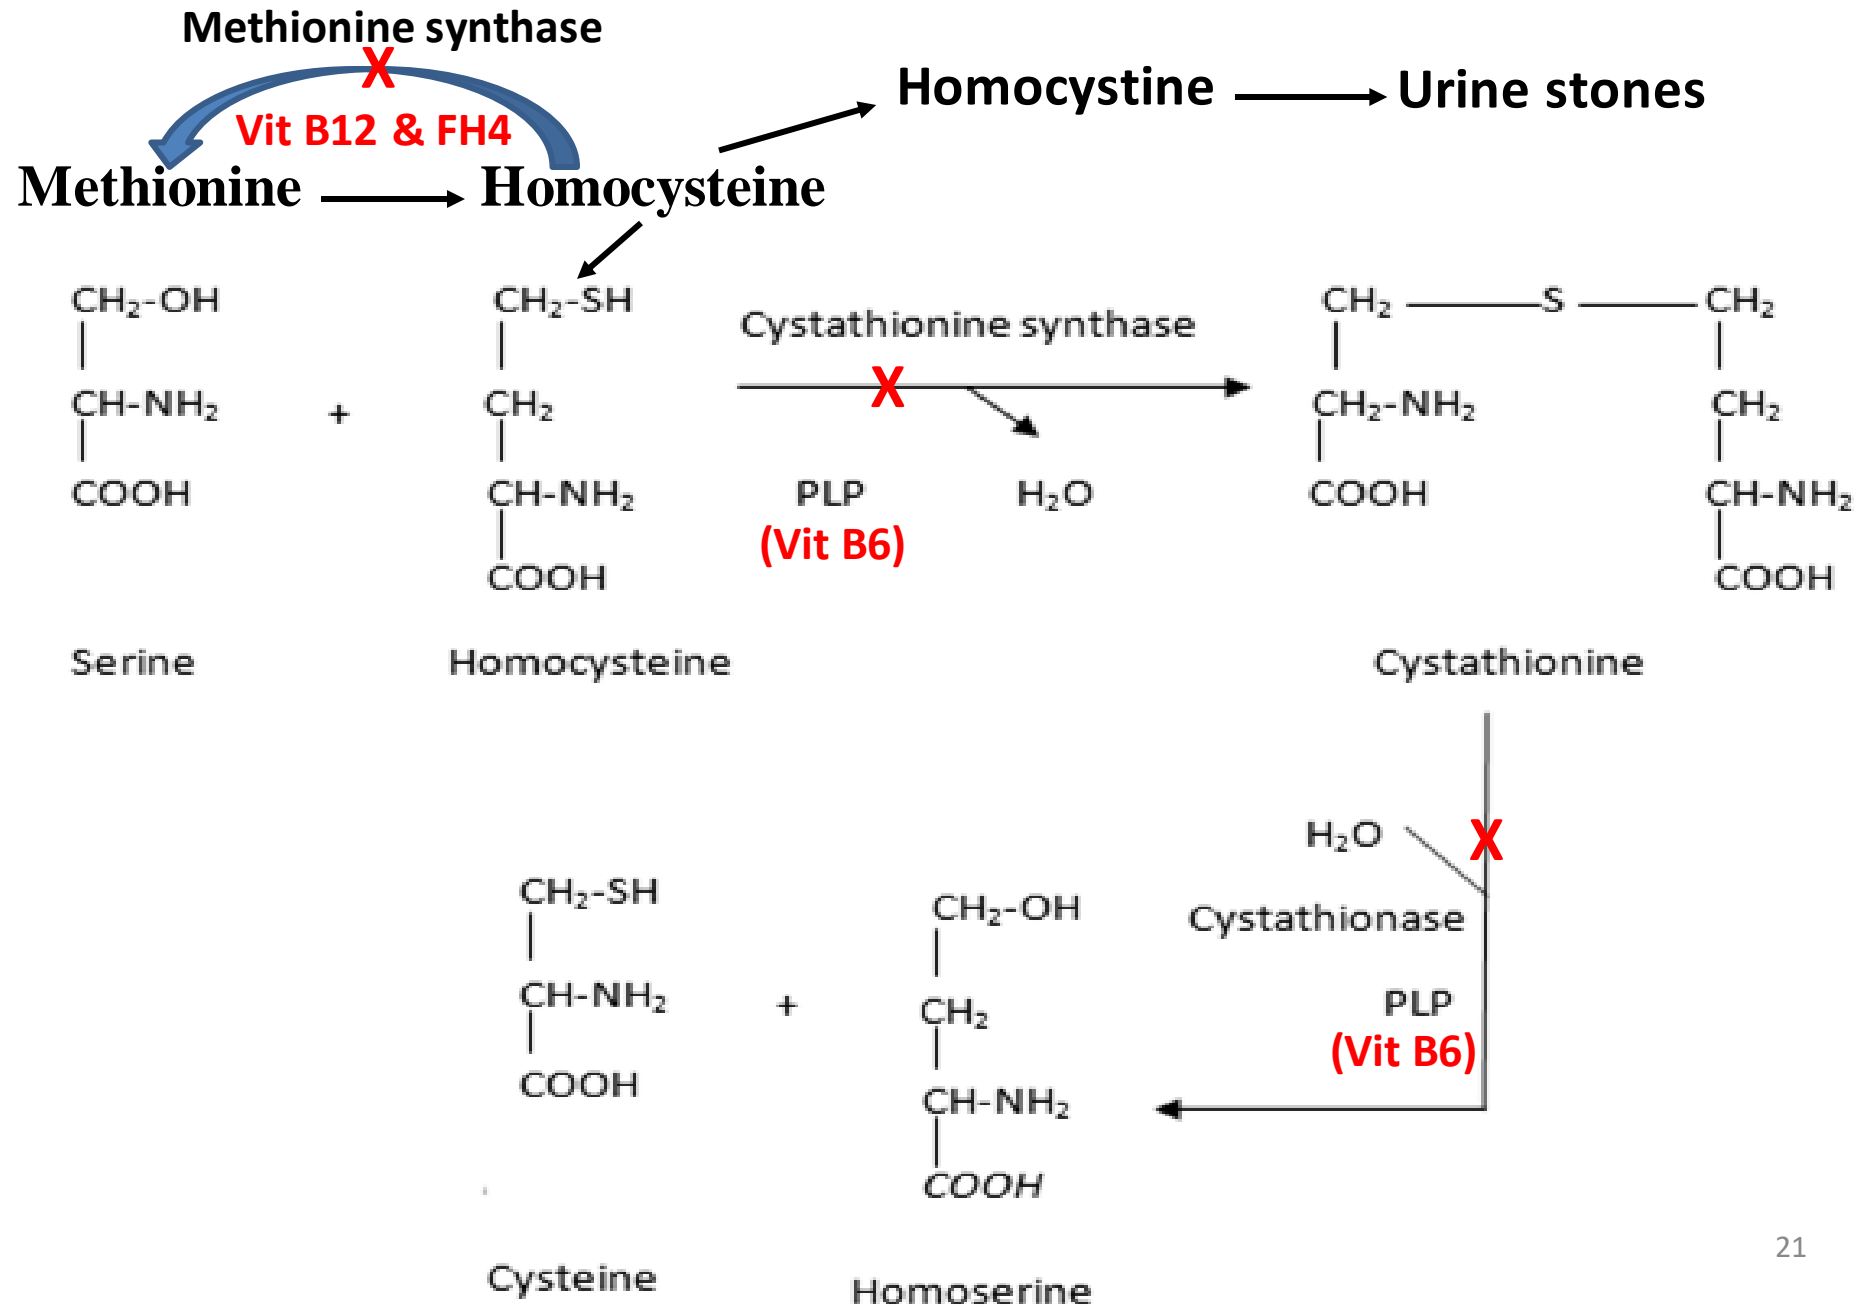 Methionine synthase
X
Vit B12 & FH4
Methionine
Homocysteine
Homocystine
Urine stones
CH₂-OH
CH-NH₂
COOH
Serine
+
CH₂-SH
CH₂
CH-NH₂
COOH
Homocysteine
Cystathionine synthase
X
PLP
(Vit B6)
H₂O
CH₂ S CH₂
CH₂-NH₂ CH₂
COOH CH-NH₂
COOH
Cystathionine
H₂O
X
Cystathionase
PLP
(Vit B6)
CH₂-SH
CH-NH₂
COOH
Cysteine
+
CH₂-OH
CH₂
CH-NH₂
COOH
Homoserine
21